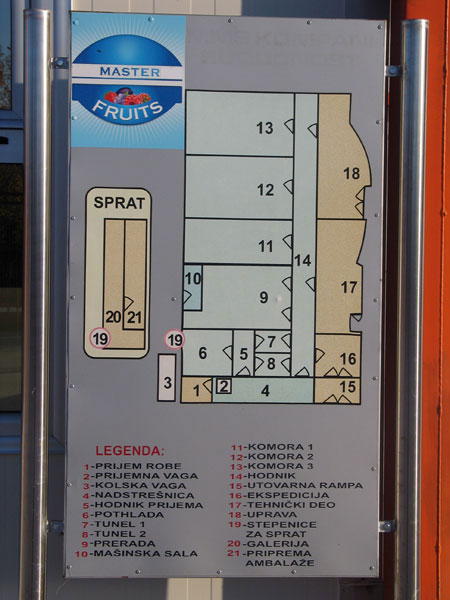 MASTER
FRUITS
SPRAT
13
12
11
10
9
14
18
17
16
15
20
21
19
19
6
5
7
8
3
1
2
4
LEGENDA:
1-PRIJEM ROBE
2-PRIJEMNA VAGA
3-KOLSKA VAGA
4-NADSTREŠNICA
5-HODNIK PRIJEMA
6-POTHLADA
7-TUNEL 1
8-TUNEL 2
9-PRERADA
10-MAŠINSKA SALA
11-KOMORA 1
12-KOMORA 2
13-KOMORA 3
14-HODNIK
15-UTOVARNA RAMPA
16-EKSPEDICIJA
17-TEHNIČKI DEO
18-UPRAVA
19-STEPENICE
ZA SPRAT
20-GALERIJA
21-PRIPREMA
AMBALAŽE